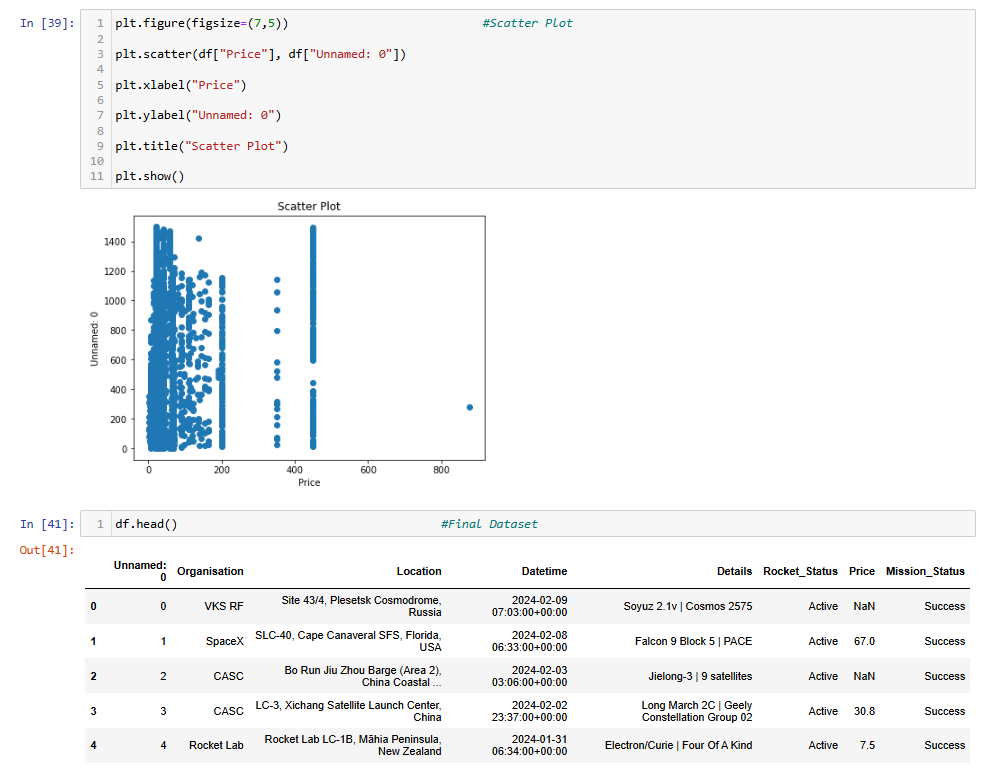 In [39]:
1 plt.figure(figsize=(7,5)) #Scatter Plot
2
3 plt.scatter(df["Price"], df["Unnamed: 0"])
4
5 plt.xlabel("Price")
6
7 plt.ylabel("Unnamed: 0")
8
9 plt.title("Scatter Plot")
10
11 plt.show()
Scatter Plot
1400
1200
1000
800
600
400
200
0
Unnamed: 0
0 200 400 600 800
Price
In [41]:
1 df.head() #Final Dataset
Out[41]:
Unnamed:
0 Organisation Location Datetime Details Rocket_Status Price Mission_Status
0 0 VKS RF Site 43/4, Plesetsk Cosmodrome,
Russia 2024-02-09
07:03:00+00:00 Soyuz 2.1v | Cosmos 2575 Active NaN Success
1 1 SpaceX SLC-40, Cape Canaveral SFS, Florida,
USA 2024-02-08
06:33:00+00:00 Falcon 9 Block 5 | PACE Active 67.0 Success
2 2 CASC Bo Run Jiu Zhou Barge (Area 2),
China Coastal ... 2024-02-03
03:06:00+00:00 Jielong-3 | 9 satellites Active NaN Success
3 3 CASC LC-3, Xichang Satellite Launch Center,
China 2024-02-02
23:37:00+00:00 Long March 2C | Geely
Constellation Group 02 Active 30.8 Success
4 4 Rocket Lab Rocket Lab LC-1B, Māhia Peninsula,
New Zealand 2024-01-31
06:34:00+00:00 Electron/Curie | Four Of A Kind Active 7.5 Success